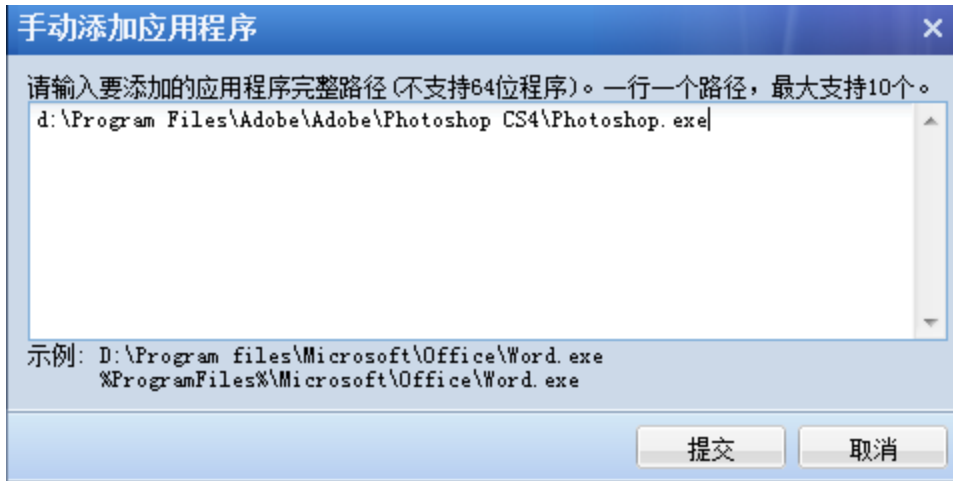 手动添加应用程序
请输入要添加的应用程序完整路径(不支持64位程序)。一行一个路径，最大支持10个。
d:\Program Files\Adobe\Adobe\Photoshop CS4\Photoshop.exe
示例: D:\Program files\Microsoft\Office\Word.exe
%ProgramFiles%\Microsoft\Office\Word.exe
提交 取消